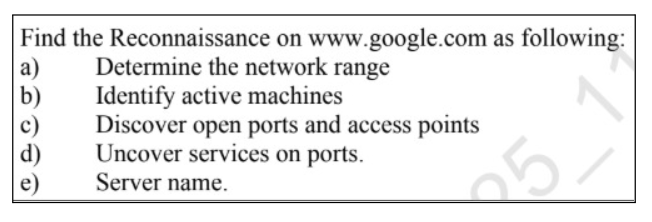 Find the Reconnaissance on www.google.com as following:
a) Determine the network range
b) Identify active machines
c) Discover open ports and access points
d) Uncover services on ports.
e) Server name.
25_11